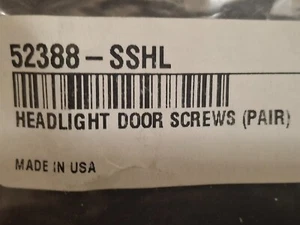 52388-SSHL
HEADLIGHT DOOR SCREWS (PAIR)
MADE IN USA